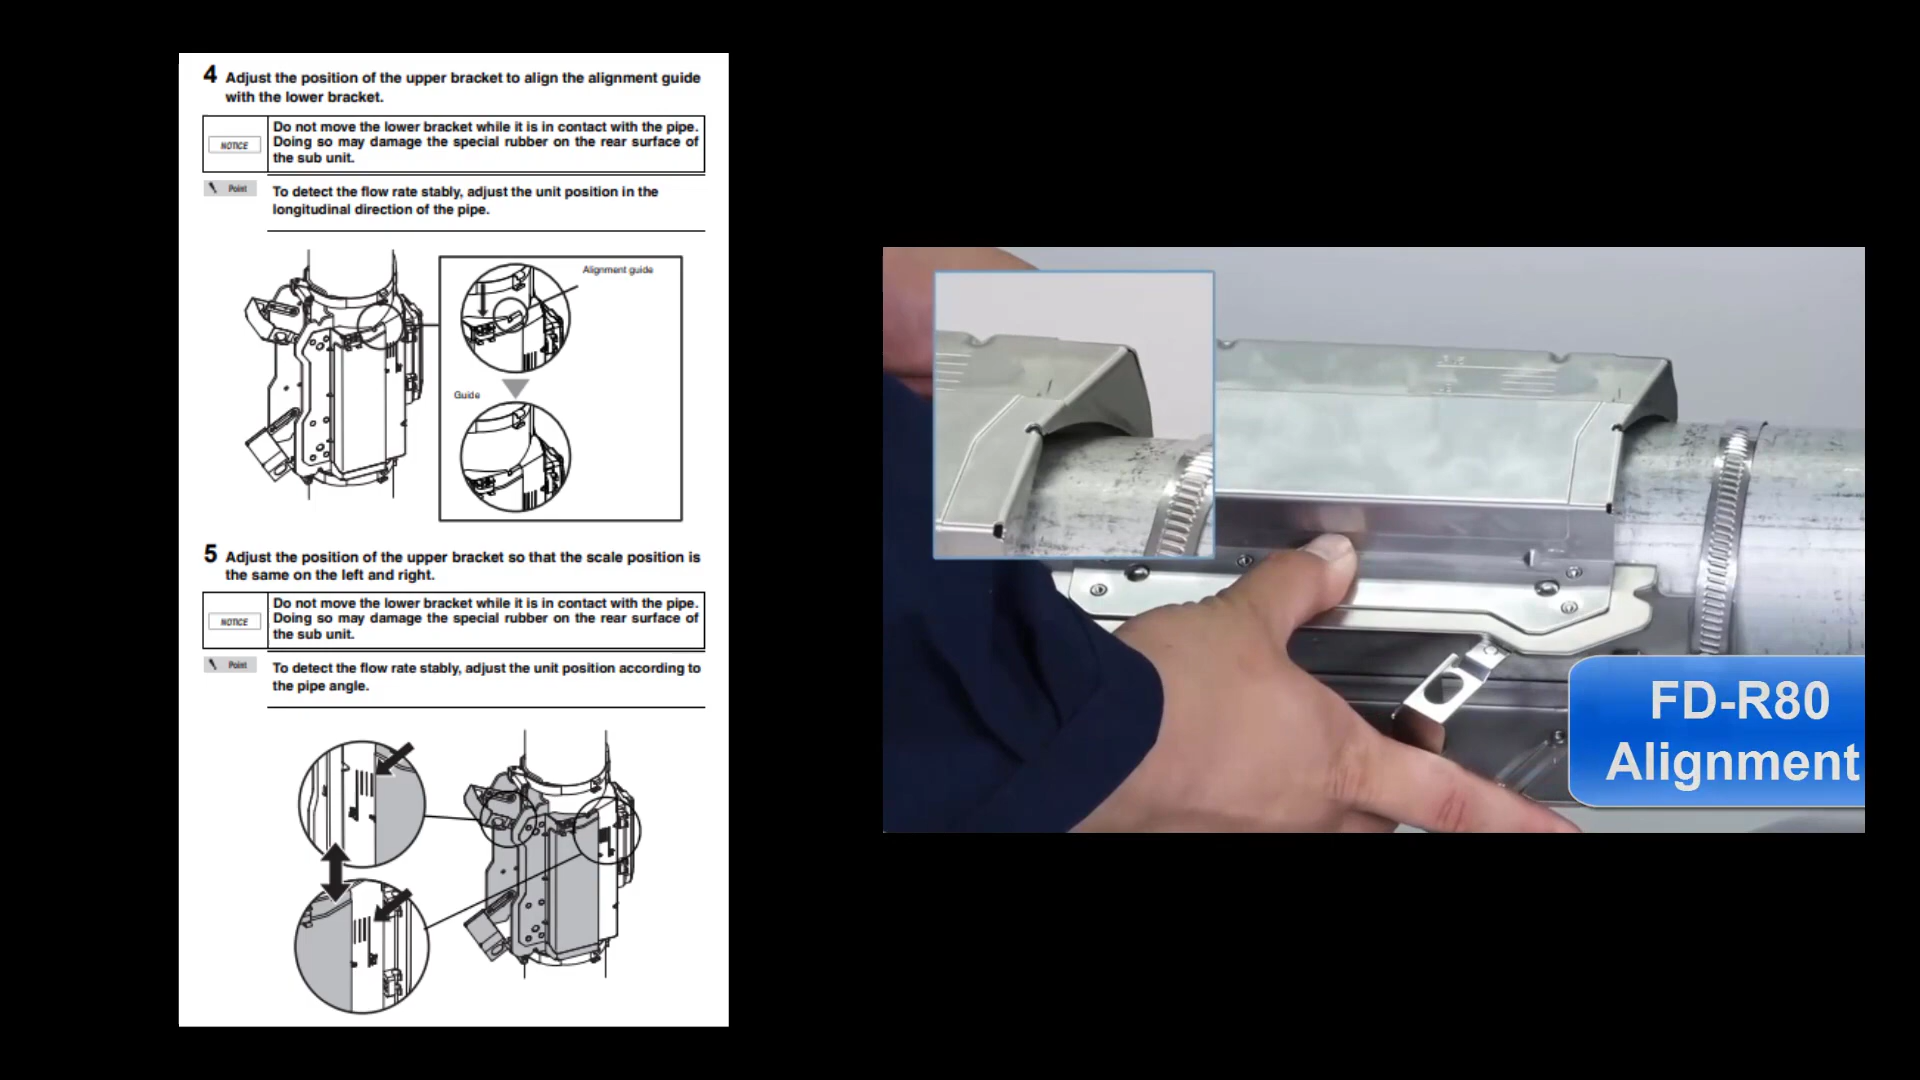 4 Adjust the position of the upper bracket to align the alignment guide
with the lower bracket.
NOTICE
Do not move the lower bracket while it is in contact with the pipe.
Doing so may damage the special rubber on the rear surface of
the sub unit.
Point
To detect the flow rate stably, adjust the unit position in the
longitudinal direction of the pipe.
Alignment guide
Guide
5 Adjust the position of the upper bracket so that the scale position is
the same on the left and right.
NOTICE
Do not move the lower bracket while it is in contact with the pipe.
Doing so may damage the special rubber on the rear surface of
the sub unit.
Point
To detect the flow rate stably, adjust the unit position according to
the pipe angle.
FD-R80
Alignment